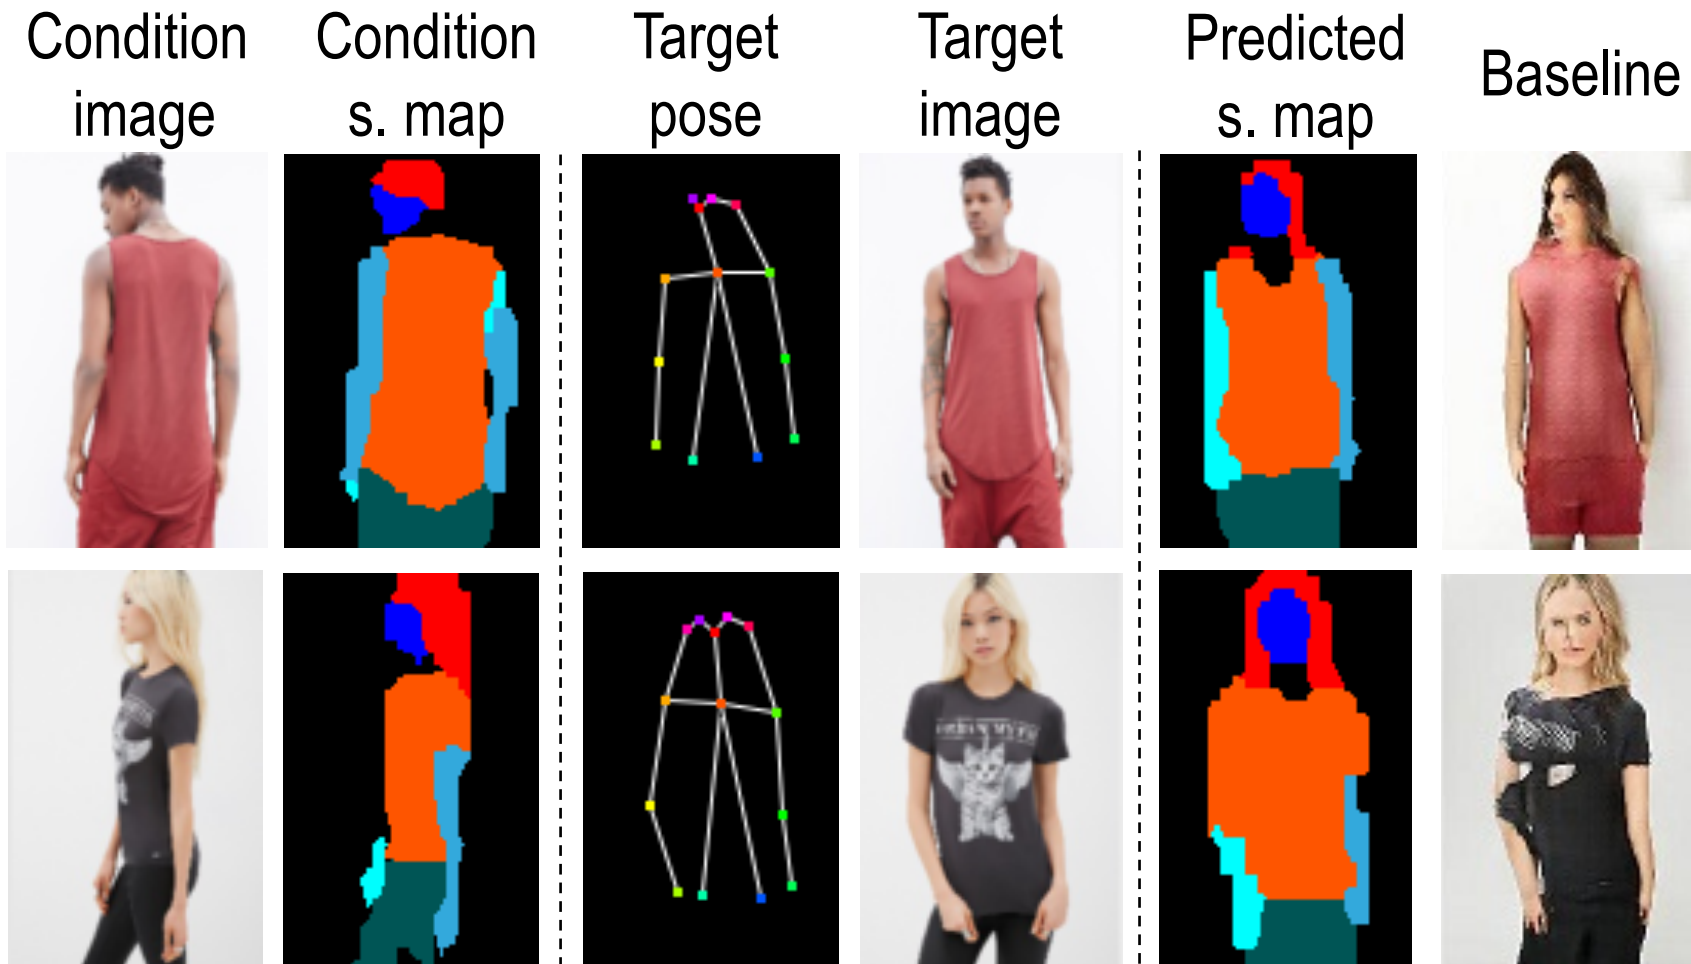 Condition
image
Condition
s. map
Target
pose
Target
image
Predicted
s. map
Baseline